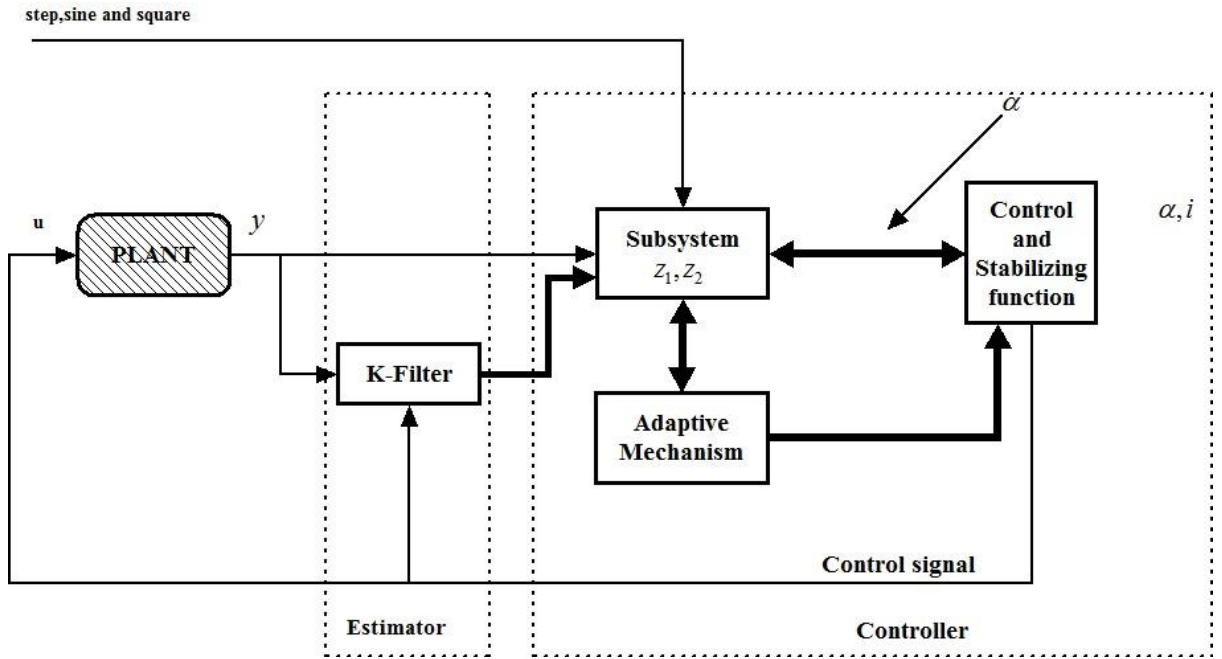 step,sine and square
α
u
PLANT
y
Subsystem
z₁,z₂
Control
and
Stabilizing
function
α,i
K-Filter
Adaptive
Mechanism
Control signal
Estimator
Controller